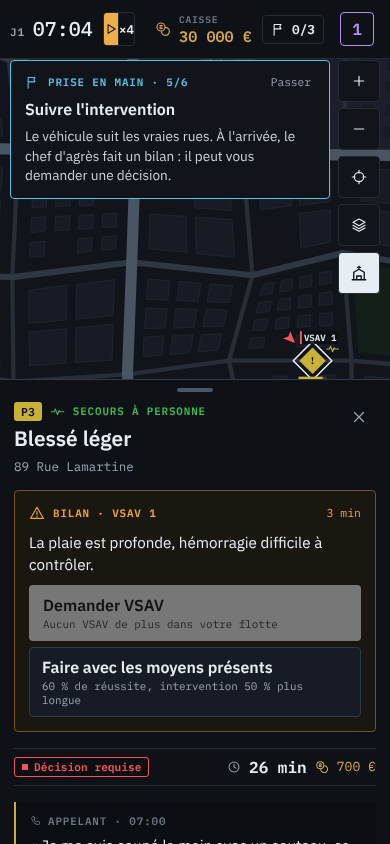 J1 07:04 ×4
CAISSE
30 000 €
0/3
1
PRISE EN MAIN · 5/6
Passer
Suivre l'intervention
Le véhicule suit les vraies rues. À l'arrivée, le
chef d'agrès fait un bilan : il peut vous
demander une décision.
VSAV 1
!
P3
SECOURS À PERSONNE
Blessé léger
89 Rue Lamartine
BILAN · VSAV 1
3 min
La plaie est profonde, hémorragie difficile à
contrôler.
Demander VSAV
Aucun VSAV de plus dans votre flotte
Faire avec les moyens présents
60 % de réussite, intervention 50 % plus
longue
Décision requise
26 min
700 €
APPELANT · 07:00